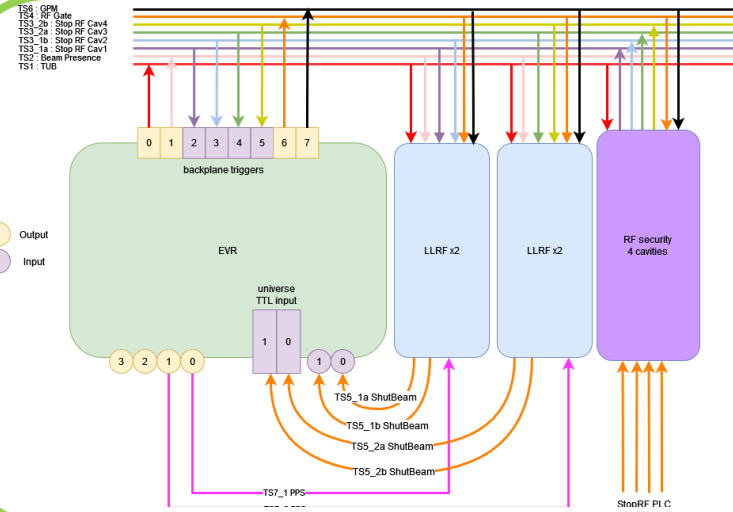 TS6 : GPM
TS4 : RF Gate
TS3_2b : Stop RF Cav4
TS3_2a : Stop RF Cav3
TS3_1b : Stop RF Cav2
TS3_1a : Stop RF Cav1
TS2 : Beam Presence
TS1 : TUB
0 1 2 3 4 5 6 7
backplane triggers
Output
Input
EVR
LLRF x2
LLRF x2
RF security
4 cavities
universe
TTL input
1 0
3 2 1 0
1 0
TS5_1a ShutBeam
TS5_1b ShutBeam
TS5_2a ShutBeam
TS5_2b ShutBeam
TS7_1 PPS
StopRF PLC